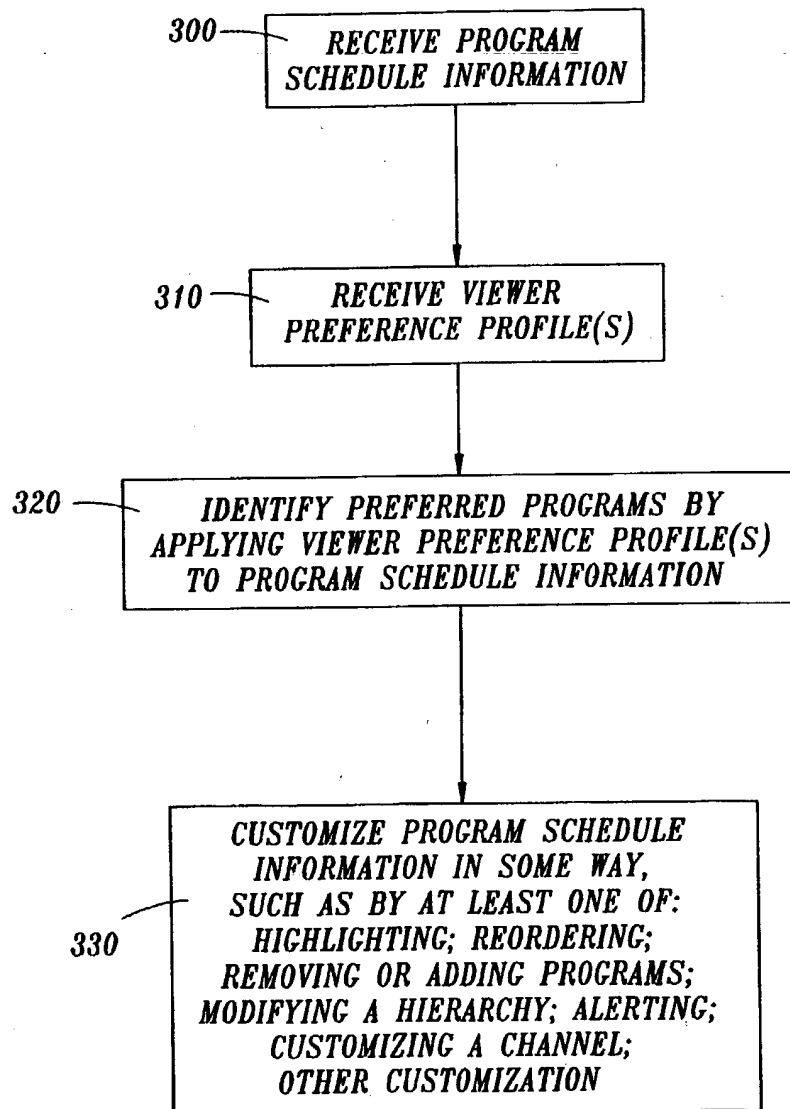 300
RECEIVE PROGRAM
SCHEDULE INFORMATION
310
RECEIVE VIEWER
PREFERENCE PROFILE(S)
320
IDENTIFY PREFERRED PROGRAMS BY
APPLYING VIEWER PREFERENCE PROFILE(S)
TO PROGRAM SCHEDULE INFORMATION
330
CUSTOMIZE PROGRAM SCHEDULE
INFORMATION IN SOME WAY,
SUCH AS BY AT LEAST ONE OF:
HIGHLIGHTING; REORDERING;
REMOVING OR ADDING PROGRAMS;
MODIFYING A HIERARCHY; ALERTING;
CUSTOMIZING A CHANNEL;
OTHER CUSTOMIZATION